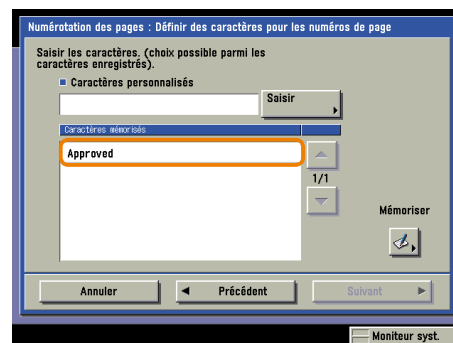 Numérotation des pages : Définir des caractères pour les numéros de page
Saisir les caractères. (choix possible parmi les
caractères enregistrés).
Caractères personnalisés
Saisir
Caractères mémorisés
Approved
1/1
Mémoriser
Annuler
Précédent
Suivant
Moniteur syst.